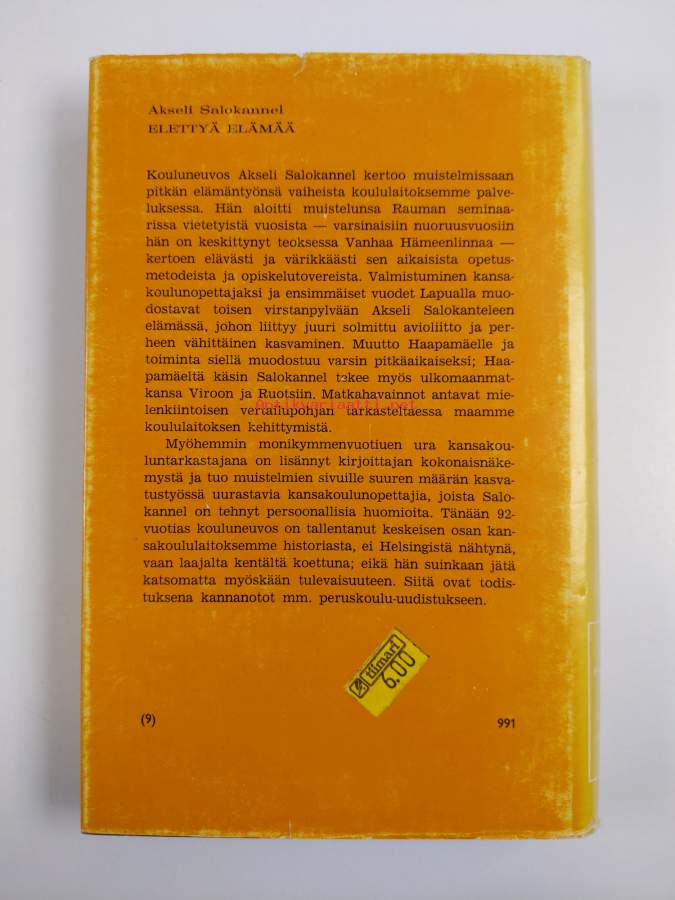 Akseli Salokannel
ELETTYÄ ELÄMÄÄ
Kouluneuvos Akseli Salokannel kertoo muistelmissaan
pitkän elämäntyönsä vaiheista koululaitoksemme palve-
luksessa. Hän aloitti muistelunsa Rauman seminaa-
rissa vietetyistä vuosista — varsinaisiin nuoruusvuosiin
hän on keskittynyt teoksessa Vanhaa Hämeenlinnaa —
kertoen elävästi ja värikkäästi sen aikaisista opetus-
metodeista ja opiskelutovereista. Valmistuminen kansa-
koulunopettajaksi ja ensimmäiset vuodet Lapualla muo-
dostavat toisen virstanpylvään Akseli Salokanteleen
elämässä, johon liittyy juuri solmittu avioliitto ja per-
heen vähittäinen kasvaminen. Muutto Haapamäelle ja
toiminta siellä muodostuu varsin pitkäaikaiseksi; Haa-
pamäeltä käsin Salokannel tekee myös ulkomaanmat-
kansa Viroon ja Ruotsiin. Matkahavainnot antavat mie-
lenkiintoisen vertailupohjan tarkasteltaessa maamme
koululaitoksen kehittymistä.
Myöhemmin monikymmenvuotiuen ura kansakou-
luntarkastajana on lisännyt kirjoittajan kokonaisnäke-
mystä ja tuo muistelmien sivuille suuren määrän kasva-
tustyössä uurastavia kansakoulunopettajia, joista Salo-
kannel on tehnyt persoonallisia huomioita. Tänään 92-
vuotias kouluneuvos on tallentanut keskeisen osan kan-
sakoululaitoksemme historiasta, ei Helsingistä nähtynä,
vaan laajalta kentältä koettuna; eikä hän suinkaan jätä
katsomatta myöskään tulevaisuuteen. Siitä ovat todis-
tuksena kannanotot mm. peruskoulu-uudistukseen.
tiimari
6.00
(9)
991
Antikvariaatti.net